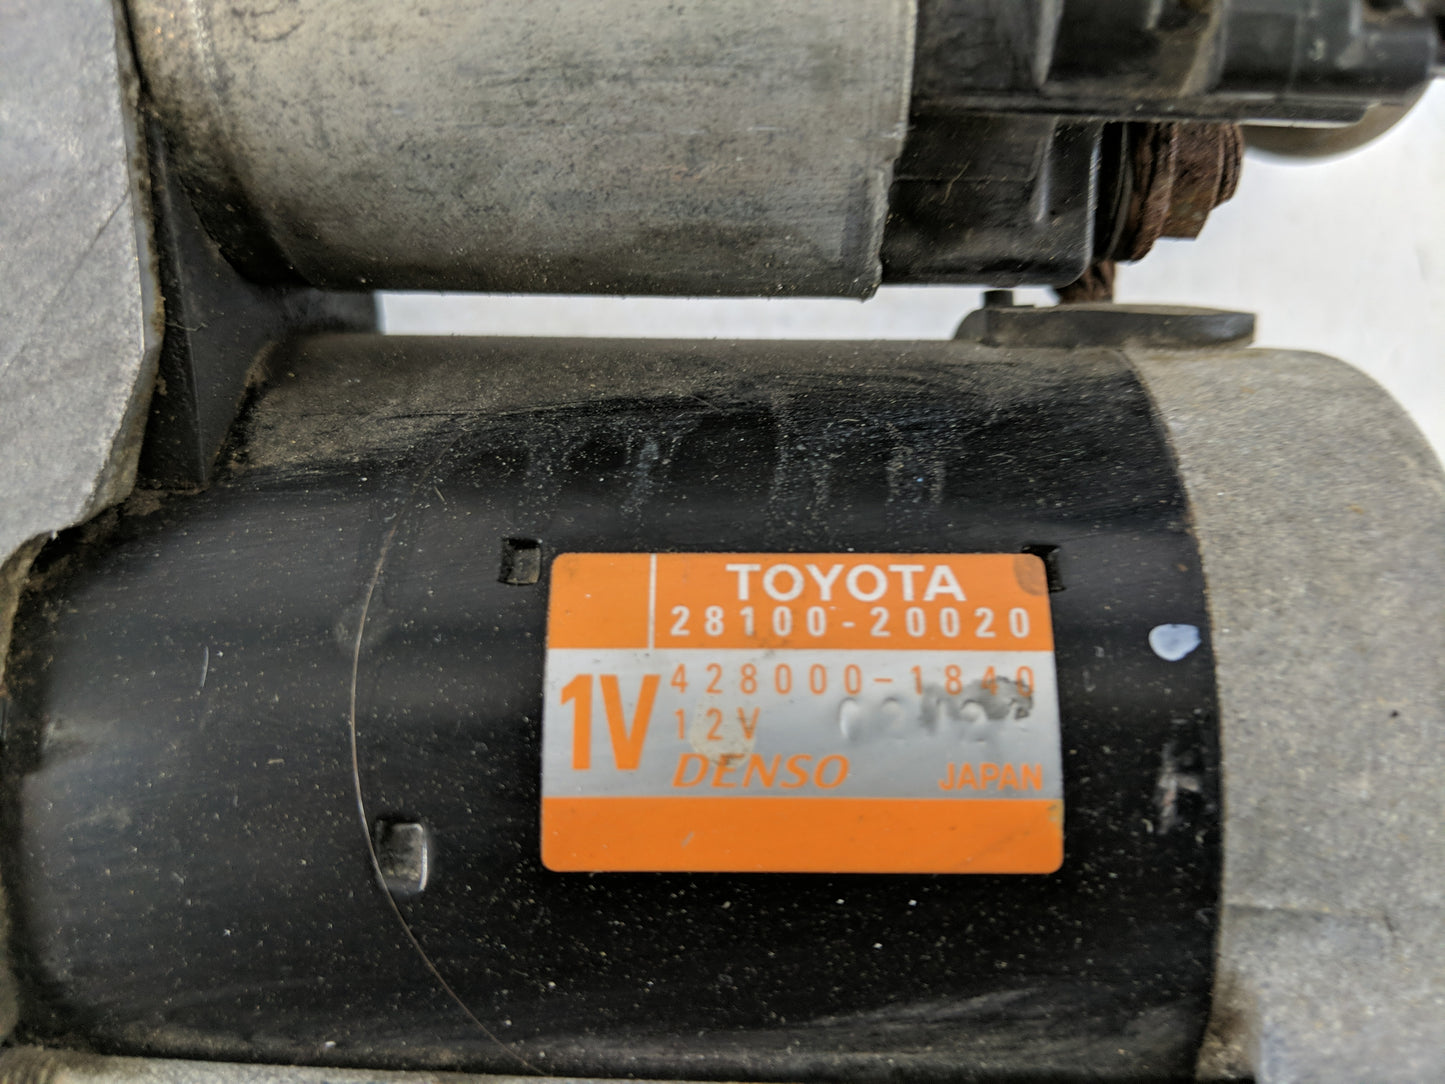 TOYOTA
28100-20020
1V
428000-1840
12V
DENSO JAPAN